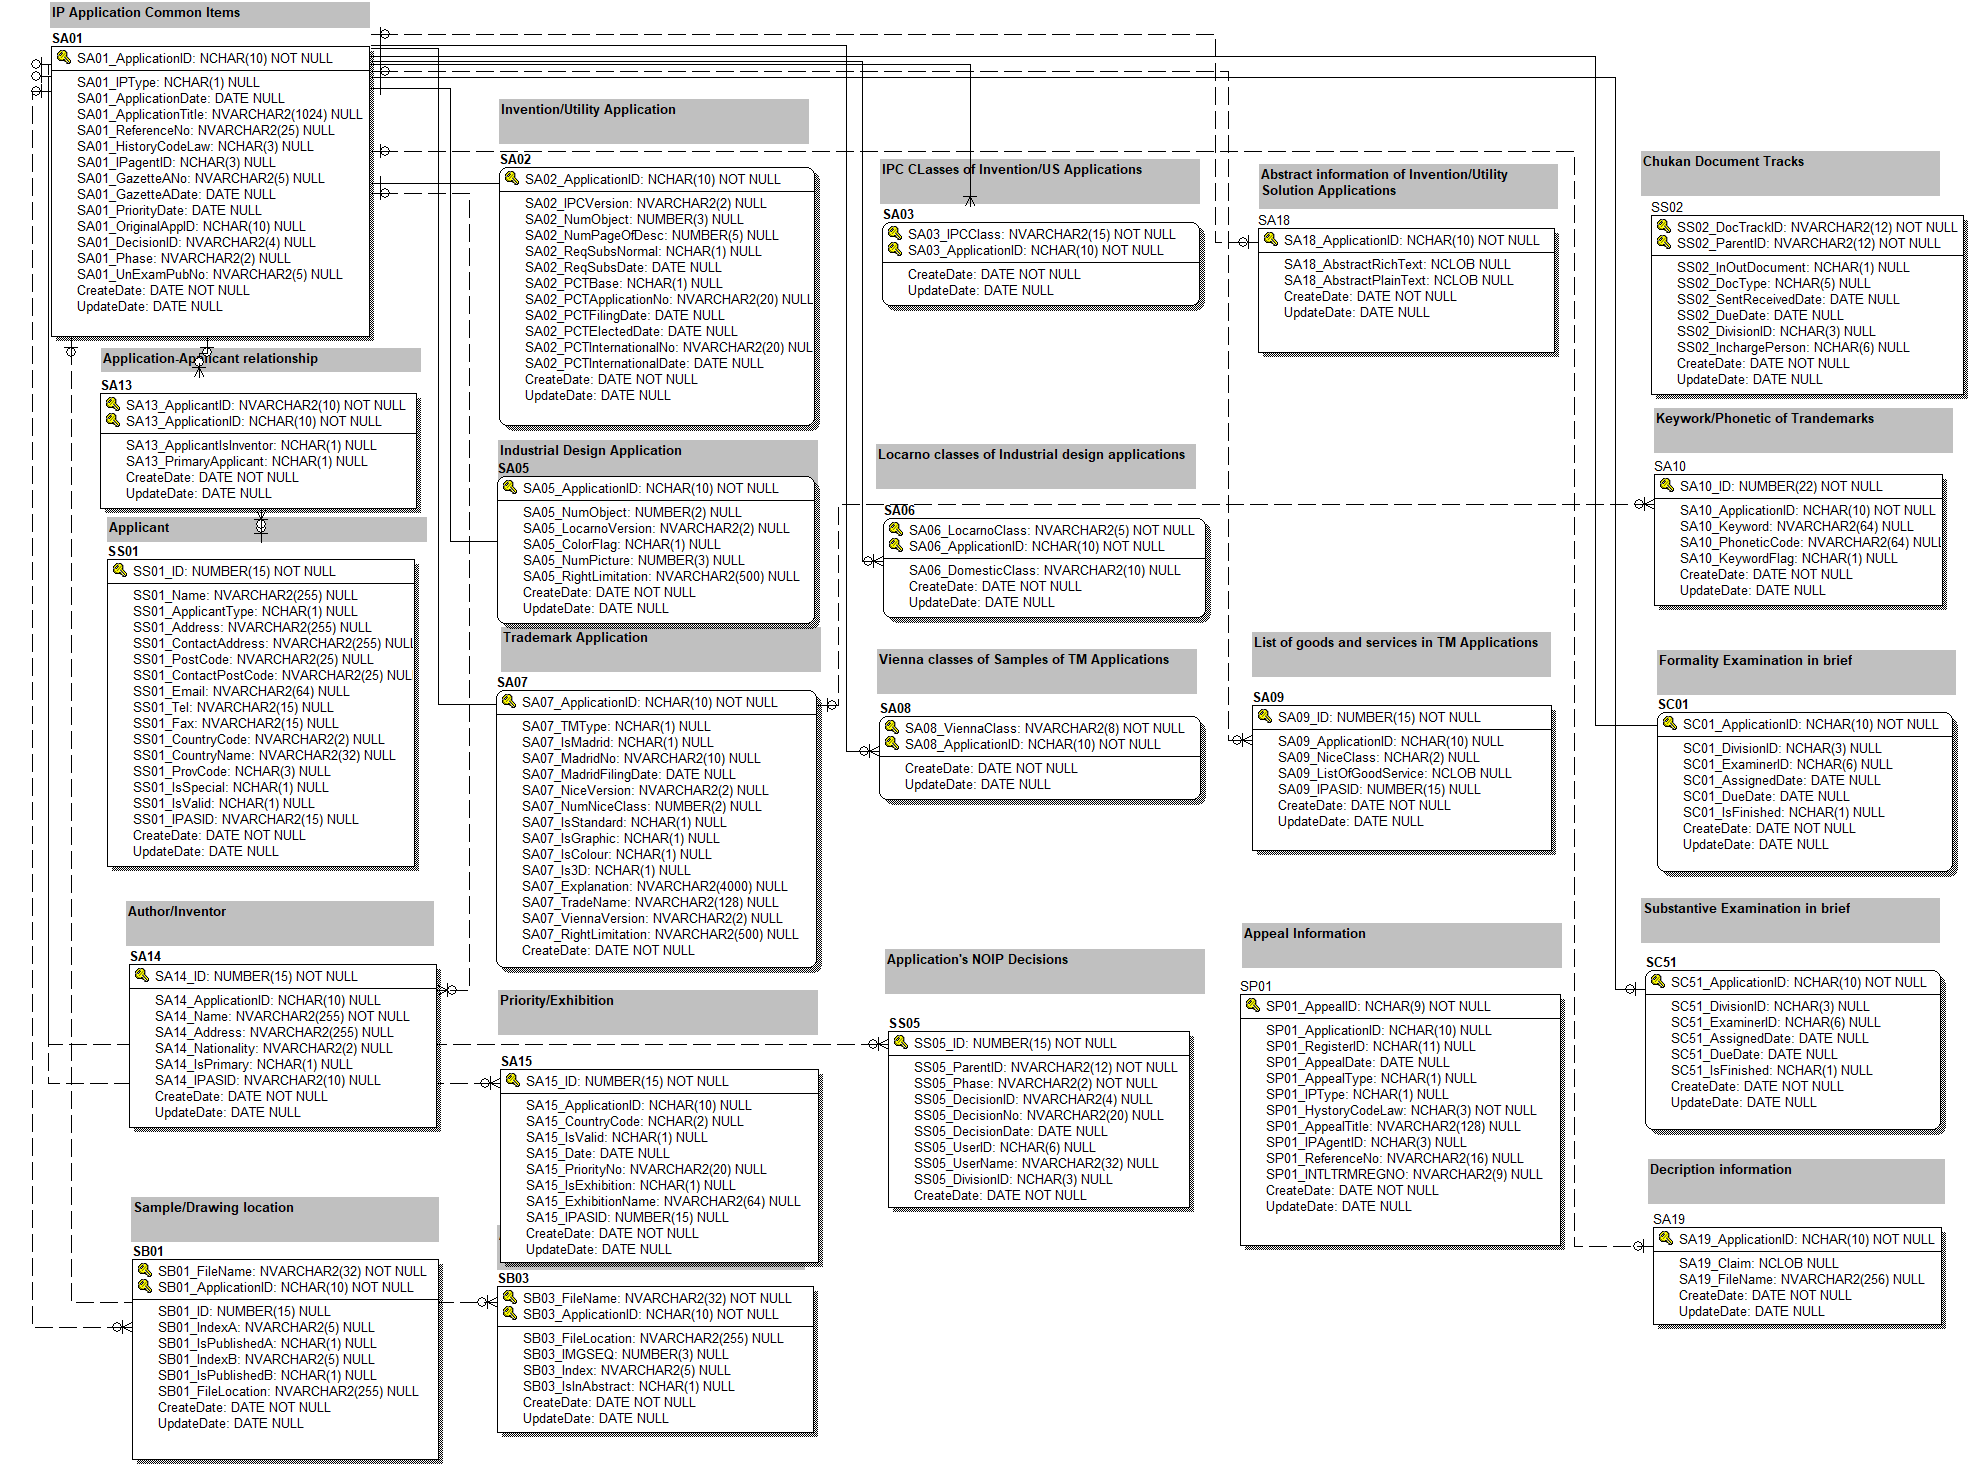 IP Application Common Items
SA01
SA01_ApplicationID: NCHAR(10) NOT NULL
SA01_IPType: NCHAR(1) NULL
SA01_ApplicationDate: DATE NULL
SA01_ApplicationTitle: NVARCHAR2(1024) NULL
SA01_ReferenceNo: NVARCHAR2(25) NULL
SA01_HistoryCodeLaw: NCHAR(3) NULL
SA01_IPagentID: NCHAR(3) NULL
SA01_GazetteANo: NVARCHAR2(5) NULL
SA01_GazetteADate: DATE NULL
SA01_PriorityDate: DATE NULL
SA01_OriginalAppID: NCHAR(10) NULL
SA01_DecisionID: NVARCHAR2(4) NULL
SA01_Phase: NVARCHAR2(2) NULL
SA01_UnExamPubNo: NVARCHAR2(5) NULL
CreateDate: DATE NOT NULL
UpdateDate: DATE NULL
Application-Applicant relationship
SA13
SA13_ApplicantID: NVARCHAR2(10) NOT NULL
SA13_ApplicationID: NCHAR(10) NOT NULL
SA13_ApplicantIsInventor: NCHAR(1) NULL
SA13_PrimaryApplicant: NCHAR(1) NULL
CreateDate: DATE NOT NULL
UpdateDate: DATE NULL
Applicant
SS01
SS01_ID: NUMBER(15) NOT NULL
SS01_Name: NVARCHAR2(255) NULL
SS01_ApplicantType: NCHAR(1) NULL
SS01_Address: NVARCHAR2(255) NULL
SS01_ContactAddress: NVARCHAR2(255) NULL
SS01_PostCode: NVARCHAR2(25) NULL
SS01_ContactPostCode: NVARCHAR2(25) NULL
SS01_Email: NVARCHAR2(64) NULL
SS01_Tel: NVARCHAR2(15) NULL
SS01_Fax: NVARCHAR2(15) NULL
SS01_CountryCode: NVARCHAR2(2) NULL
SS01_CountryName: NVARCHAR2(32) NULL
SS01_ProvCode: NCHAR(3) NULL
SS01_IsSpecial: NCHAR(1) NULL
SS01_IsValid: NCHAR(1) NULL
SS01_IPASID: NVARCHAR2(15) NULL
CreateDate: DATE NOT NULL
UpdateDate: DATE NULL
Author/Inventor
SA14
SA14_ID: NUMBER(15) NOT NULL
SA14_ApplicationID: NCHAR(10) NULL
SA14_Name: NVARCHAR2(255) NOT NULL
SA14_Address: NVARCHAR2(255) NULL
SA14_Nationality: NVARCHAR2(2) NULL
SA14_IsPrimary: NCHAR(1) NULL
SA14_IPASID: NVARCHAR2(10) NULL
CreateDate: DATE NOT NULL
UpdateDate: DATE NULL
Sample/Drawing location
SB01
SB01_FileName: NVARCHAR2(32) NOT NULL
SB01_ApplicationID: NCHAR(10) NOT NULL
SB01_ID: NUMBER(15) NULL
SB01_IndexA: NVARCHAR2(5) NULL
SB01_IsPublishedA: NCHAR(1) NULL
SB01_IndexB: NVARCHAR2(5) NULL
SB01_IsPublishedB: NCHAR(1) NULL
SB01_FileLocation: NVARCHAR2(255) NULL
CreateDate: DATE NOT NULL
UpdateDate: DATE NULL
Invention/Utility Application
SA02
SA02_ApplicationID: NCHAR(10) NOT NULL
SA02_IPCVersion: NVARCHAR2(2) NULL
SA02_NumObject: NUMBER(3) NULL
SA02_NumPageOfDesc: NUMBER(5) NULL
SA02_ReqSubsNormal: NCHAR(1) NULL
SA02_ReqSubsDate: DATE NULL
SA02_PCTBase: NCHAR(1) NULL
SA02_PCTApplicationNo: NVARCHAR2(20) NULL
SA02_PCTFilingDate: DATE NULL
SA02_PCTElectedDate: DATE NULL
SA02_PCTInternationalNo: NVARCHAR2(20) NUL
SA02_PCTInternationalDate: DATE NULL
CreateDate: DATE NOT NULL
UpdateDate: DATE NULL
Industrial Design Application
SA05
SA05_ApplicationID: NCHAR(10) NOT NULL
SA05_NumObject: NUMBER(2) NULL
SA05_LocarnoVersion: NVARCHAR2(2) NULL
SA05_ColorFlag: NCHAR(1) NULL
SA05_NumPicture: NUMBER(3) NULL
SA05_RightLimitation: NVARCHAR2(500) NULL
CreateDate: DATE NOT NULL
UpdateDate: DATE NULL
Trademark Application
SA07
SA07_ApplicationID: NCHAR(10) NOT NULL
SA07_TMType: NCHAR(1) NULL
SA07_IsMadrid: NCHAR(1) NULL
SA07_MadridNo: NVARCHAR2(10) NULL
SA07_MadridFilingDate: DATE NULL
SA07_NiceVersion: NVARCHAR2(2) NULL
SA07_NumNiceClass: NUMBER(2) NULL
SA07_IsStandard: NCHAR(1) NULL
SA07_IsGraphic: NCHAR(1) NULL
SA07_IsColour: NCHAR(1) NULL
SA07_Is3D: NCHAR(1) NULL
SA07_Explanation: NVARCHAR2(4000) NULL
SA07_TradeName: NVARCHAR2(128) NULL
SA07_ViennaVersion: NVARCHAR2(2) NULL
SA07_RightLimitation: NVARCHAR2(500) NULL
CreateDate: DATE NOT NULL
Priority/Exhibition
SA15
SA15_ID: NUMBER(15) NOT NULL
SA15_ApplicationID: NCHAR(10) NULL
SA15_CountryCode: NCHAR(2) NULL
SA15_IsValid: NCHAR(1) NULL
SA15_Date: DATE NULL
SA15_PriorityNo: NVARCHAR2(20) NULL
SA15_IsExhibition: NCHAR(1) NULL
SA15_ExhibitionName: NVARCHAR2(64) NULL
SA15_IPASID: NUMBER(15) NULL
CreateDate: DATE NOT NULL
UpdateDate: DATE NULL
SB03
SB03_FileName: NVARCHAR2(32) NOT NULL
SB03_ApplicationID: NCHAR(10) NOT NULL
SB03_FileLocation: NVARCHAR2(255) NULL
SB03_IMGSEQ: NUMBER(3) NULL
SB03_Index: NVARCHAR2(5) NULL
SB03_IsInAbstract: NCHAR(1) NULL
CreateDate: DATE NOT NULL
UpdateDate: DATE NULL
IPC CLasses of Invention/US Applications
SA03
SA03_IPCClass: NVARCHAR2(15) NOT NULL
SA03_ApplicationID: NCHAR(10) NOT NULL
CreateDate: DATE NOT NULL
UpdateDate: DATE NULL
Locarno classes of Industrial design applications
SA06
SA06_LocarnoClass: NVARCHAR2(5) NOT NULL
SA06_ApplicationID: NCHAR(10) NOT NULL
SA06_DomesticClass: NVARCHAR2(10) NULL
CreateDate: DATE NOT NULL
UpdateDate: DATE NULL
Vienna classes of Samples of TM Applications
SA08
SA08_ViennaClass: NVARCHAR2(8) NOT NULL
SA08_ApplicationID: NCHAR(10) NOT NULL
CreateDate: DATE NOT NULL
UpdateDate: DATE NULL
Application's NOIP Decisions
SS05
SS05_ID: NUMBER(15) NOT NULL
SS05_ParentID: NVARCHAR2(12) NOT NULL
SS05_Phase: NVARCHAR2(2) NOT NULL
SS05_DecisionID: NVARCHAR2(4) NULL
SS05_DecisionNo: NVARCHAR2(20) NULL
SS05_DecisionDate: DATE NULL
SS05_UserID: NCHAR(6) NULL
SS05_UserName: NVARCHAR2(32) NULL
SS05_DivisionID: NCHAR(3) NULL
CreateDate: DATE NOT NULL
Abstract information of Invention/Utility
Solution Applications
SA18
SA18_ApplicationID: NCHAR(10) NOT NULL
SA18_AbstractRichText: NCLOB NULL
SA18_AbstractPlainText: NCLOB NULL
CreateDate: DATE NOT NULL
UpdateDate: DATE NULL
List of goods and services in TM Applications
SA09
SA09_ID: NUMBER(15) NOT NULL
SA09_ApplicationID: NCHAR(10) NULL
SA09_NiceClass: NCHAR(2) NULL
SA09_ListOfGoodService: NCLOB NULL
SA09_IPASID: NUMBER(15) NULL
CreateDate: DATE NOT NULL
UpdateDate: DATE NULL
Appeal Information
SP01
SP01_AppealID: NCHAR(9) NOT NULL
SP01_ApplicationID: NCHAR(10) NULL
SP01_RegisterID: NCHAR(11) NULL
SP01_AppealDate: DATE NULL
SP01_AppealType: NCHAR(1) NULL
SP01_IPType: NCHAR(1) NULL
SP01_HystoryCodeLaw: NCHAR(3) NOT NULL
SP01_AppealTitle: NVARCHAR2(128) NULL
SP01_IPAgentID: NCHAR(3) NULL
SP01_ReferenceNo: NVARCHAR2(16) NULL
SP01_INTLTRMREGNO: NVARCHAR2(9) NULL
CreateDate: DATE NOT NULL
UpdateDate: DATE NULL
Chukan Document Tracks
SS02
SS02_DocTrackID: NVARCHAR2(12) NOT NULL
SS02_ParentID: NVARCHAR2(12) NOT NULL
SS02_InOutDocument: NCHAR(1) NULL
SS02_DocType: NCHAR(5) NULL
SS02_SentReceivedDate: DATE NULL
SS02_DueDate: DATE NULL
SS02_DivisionID: NCHAR(3) NULL
SS02_InchargePerson: NCHAR(6) NULL
CreateDate: DATE NOT NULL
UpdateDate: DATE NULL
Keywork/Phonetic of Trandemarks
SA10
SA10_ID: NUMBER(22) NOT NULL
SA10_ApplicationID: NCHAR(10) NOT NULL
SA10_Keyword: NVARCHAR2(64) NULL
SA10_PhoneticCode: NVARCHAR2(64) NULL
SA10_KeywordFlag: NCHAR(1) NULL
CreateDate: DATE NOT NULL
UpdateDate: DATE NULL
Formality Examination in brief
SC01
SC01_ApplicationID: NCHAR(10) NOT NULL
SC01_DivisionID: NCHAR(3) NULL
SC01_ExaminerID: NCHAR(6) NULL
SC01_AssignedDate: DATE NULL
SC01_DueDate: DATE NULL
SC01_IsFinished: NCHAR(1) NULL
CreateDate: DATE NOT NULL
UpdateDate: DATE NULL
Substantive Examination in brief
SC51
SC51_ApplicationID: NCHAR(10) NOT NULL
SC51_DivisionID: NCHAR(3) NULL
SC51_ExaminerID: NCHAR(6) NULL
SC51_AssignedDate: DATE NULL
SC51_DueDate: DATE NULL
SC51_IsFinished: NCHAR(1) NULL
CreateDate: DATE NOT NULL
UpdateDate: DATE NULL
Decription information
SA19
SA19_ApplicationID: NCHAR(10) NOT NULL
SA19_Claim: NCLOB NULL
SA19_FileName: NVARCHAR2(256) NULL
CreateDate: DATE NOT NULL
UpdateDate: DATE NULL